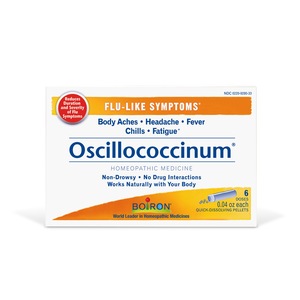 Reduces
Duration
and Severity
of Flu
Symptoms
FLU-LIKE SYMPTOMS*
Body Aches • Headache • Fever
Chills • Fatigue*
Oscillococcinum®
HOMEOPATHIC MEDICINE
Non-Drowsy • No Drug Interactions
Works Naturally with Your Body
BOIRON®
World Leader in Homeopathic Medicines
6
DOSES
0.04 oz each
QUICK-DISSOLVING PELLETS